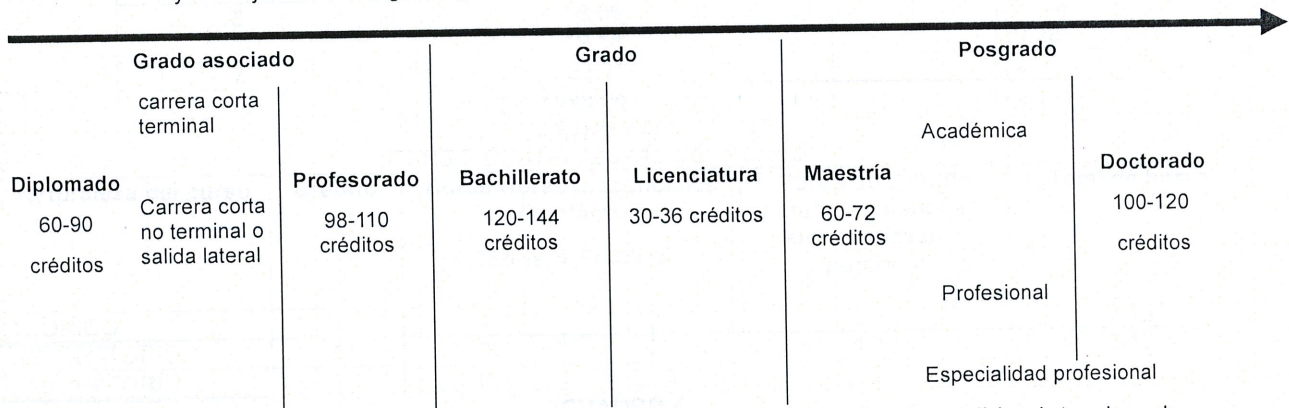 Grado asociado
carrera corta
terminal
Diplomado
60-90
créditos
Carrera corta
no terminal o
salida lateral
Profesorado
98-110
créditos
Grado
Bachillerato
120-144
créditos
Licenciatura
30-36 créditos
Posgrado
Académica
Maestría
60-72
créditos
Profesional
Doctorado
100-120
créditos
Especialidad profesional